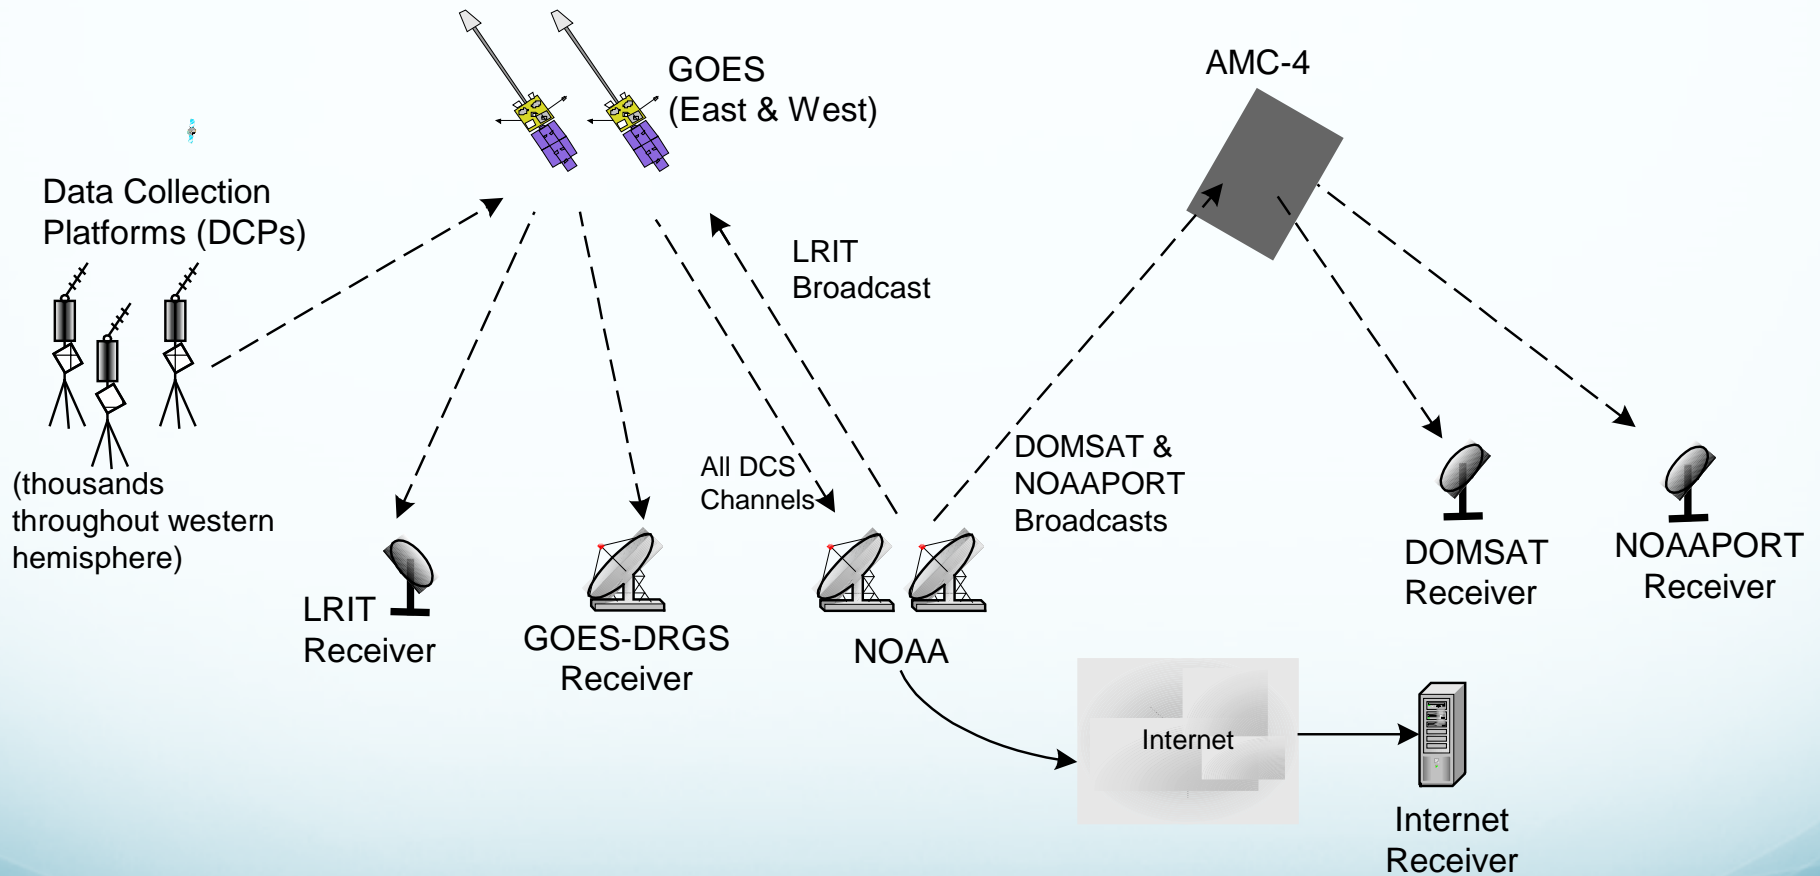 GOES
(East & West)
AMC-4
Data Collection
Platforms (DCPs)
LRIT
Broadcast
(thousands
throughout western
hemisphere)
All DCS
Channels
DOMSAT &
NOAAPORT
Broadcasts
LRIT
Receiver
GOES-DRGS
Receiver
NOAA
DOMSAT
Receiver
NOAAPORT
Receiver
Internet
Internet
Receiver